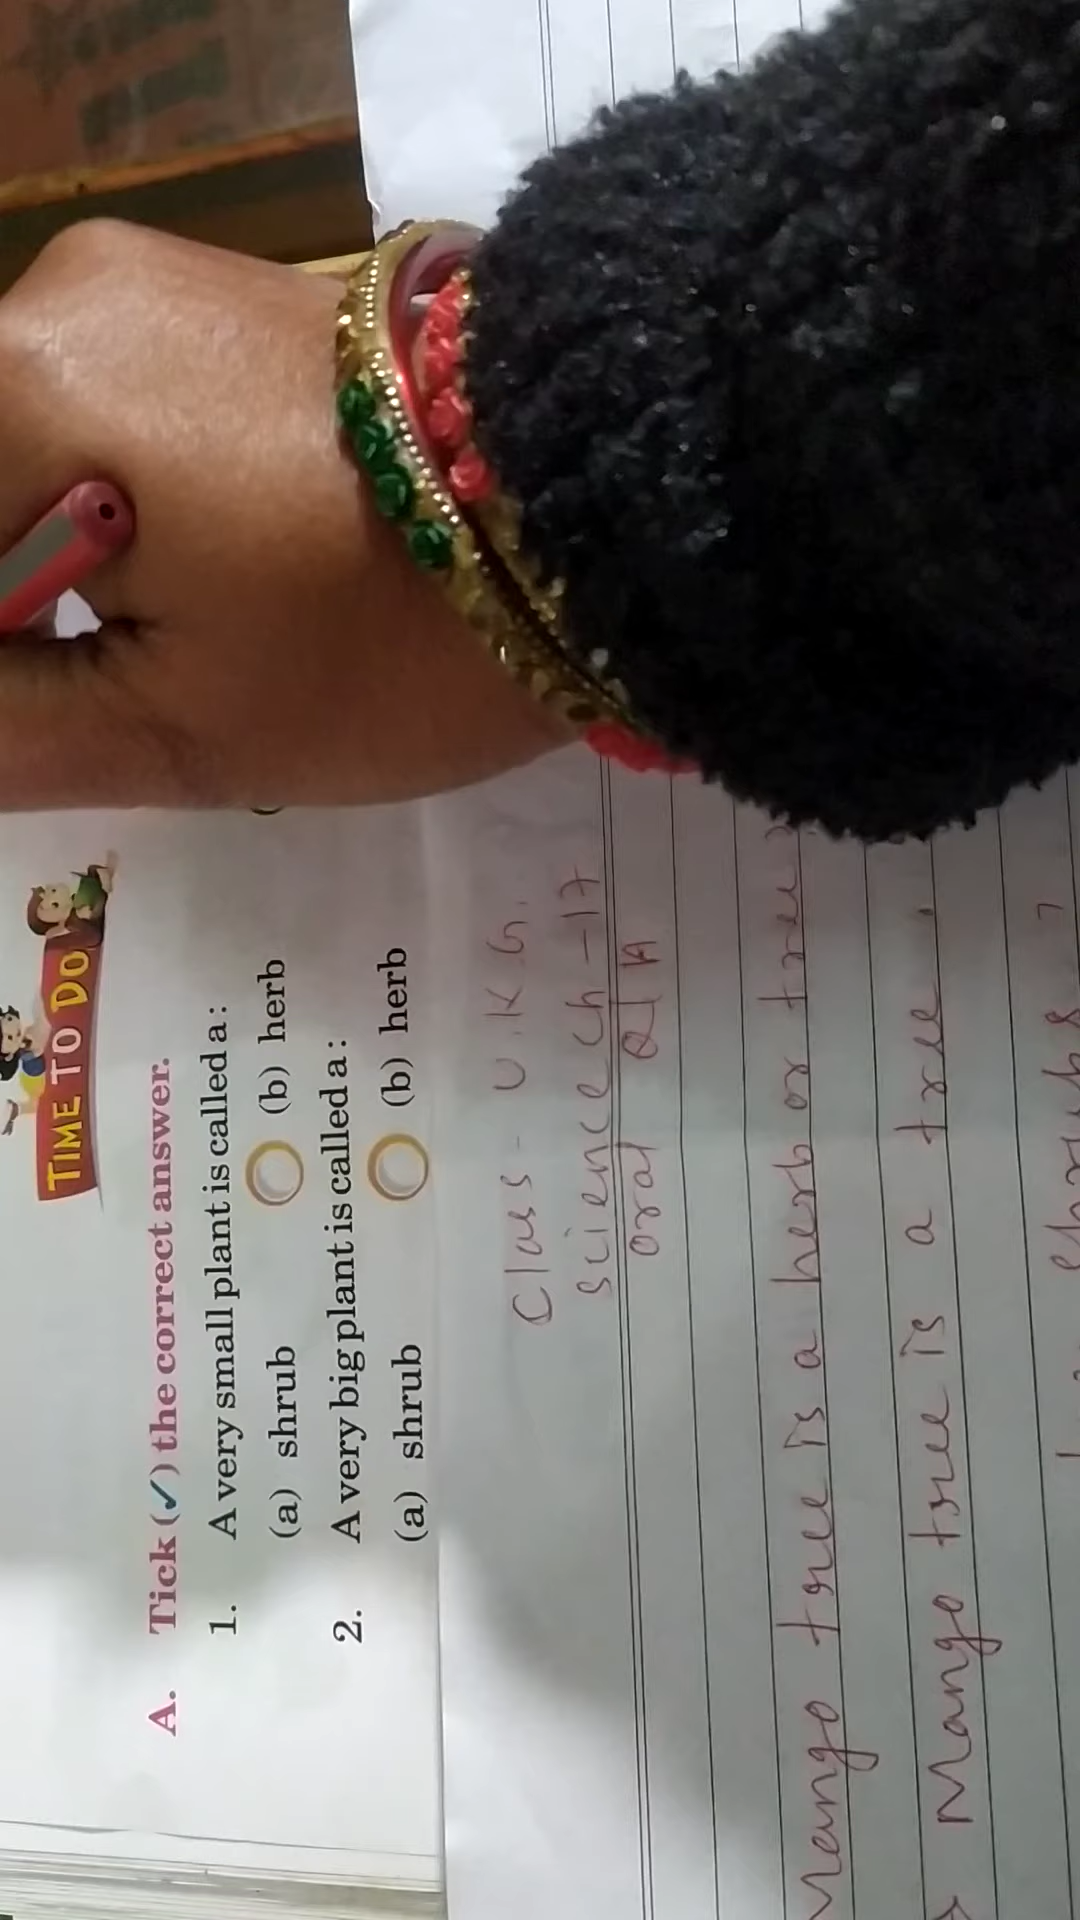 TIME TO DO
A. Tick (✓) the correct answer.
1. A very small plant is called a:
(a) shrub (b) herb
2. A very big plant is called a:
(a) shrub (b) herb
Class - U.K.G.
Science Ch-17
Oral Q/A
Mango tree is a herb or tree?
→ Mango tree is a tree.
shrubs ?